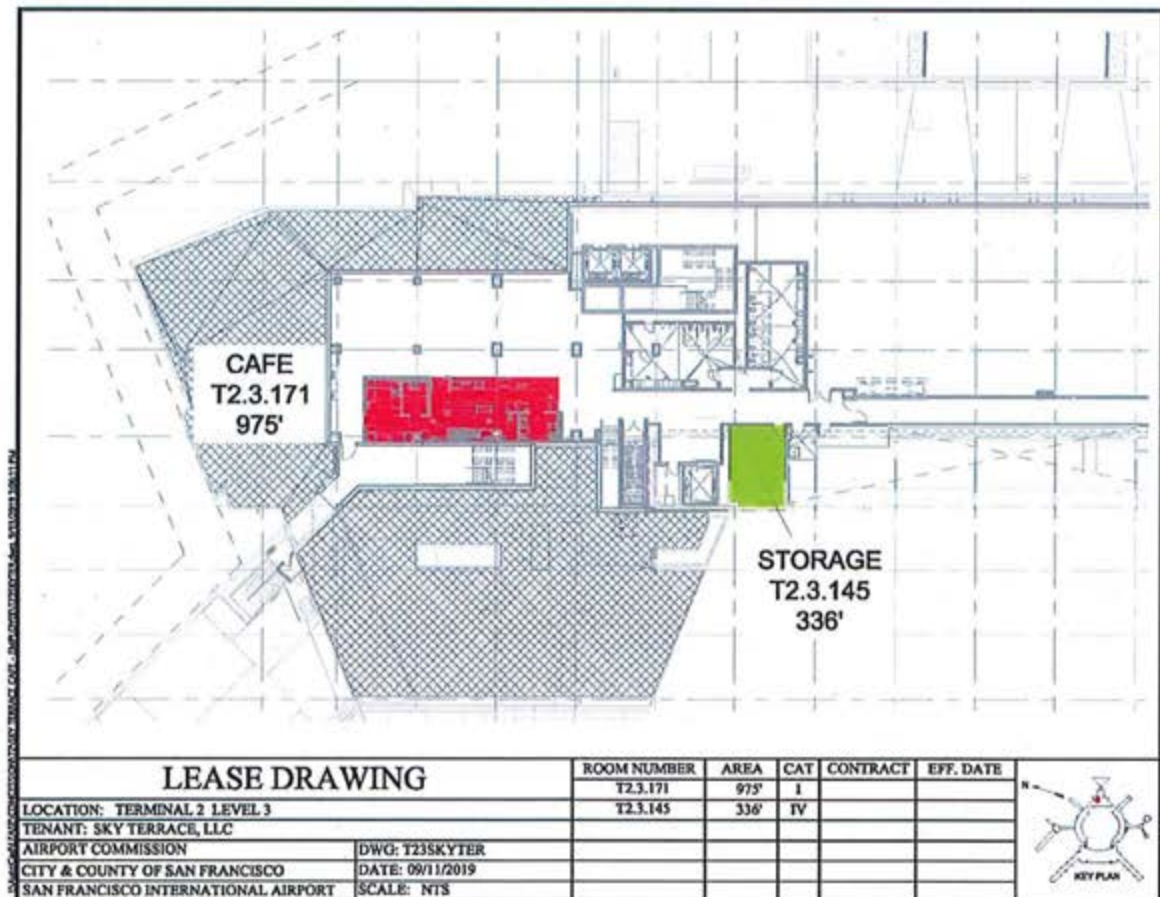 CAFE
T2.3.171
975'
STORAGE
T2.3.145
336'
LEASE DRAWING
LOCATION: TERMINAL 2 LEVEL 3
TENANT: SKY TERRACE, LLC
AIRPORT COMMISSION
DWG: T23SKYTER
CITY & COUNTY OF SAN FRANCISCO
DATE: 09/11/2019
SAN FRANCISCO INTERNATIONAL AIRPORT
SCALE: NTS
ROOM NUMBER AREA CAT CONTRACT EFF. DATE
T2.3.171 975' I
T2.3.145 336' IV
N
KEY PLAN